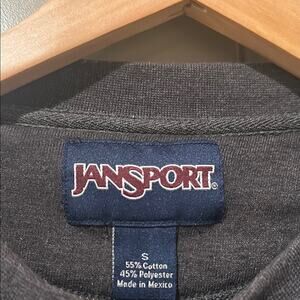 JANSPORT®
S
55% Cotton
45% Polyester
Made in Mexico